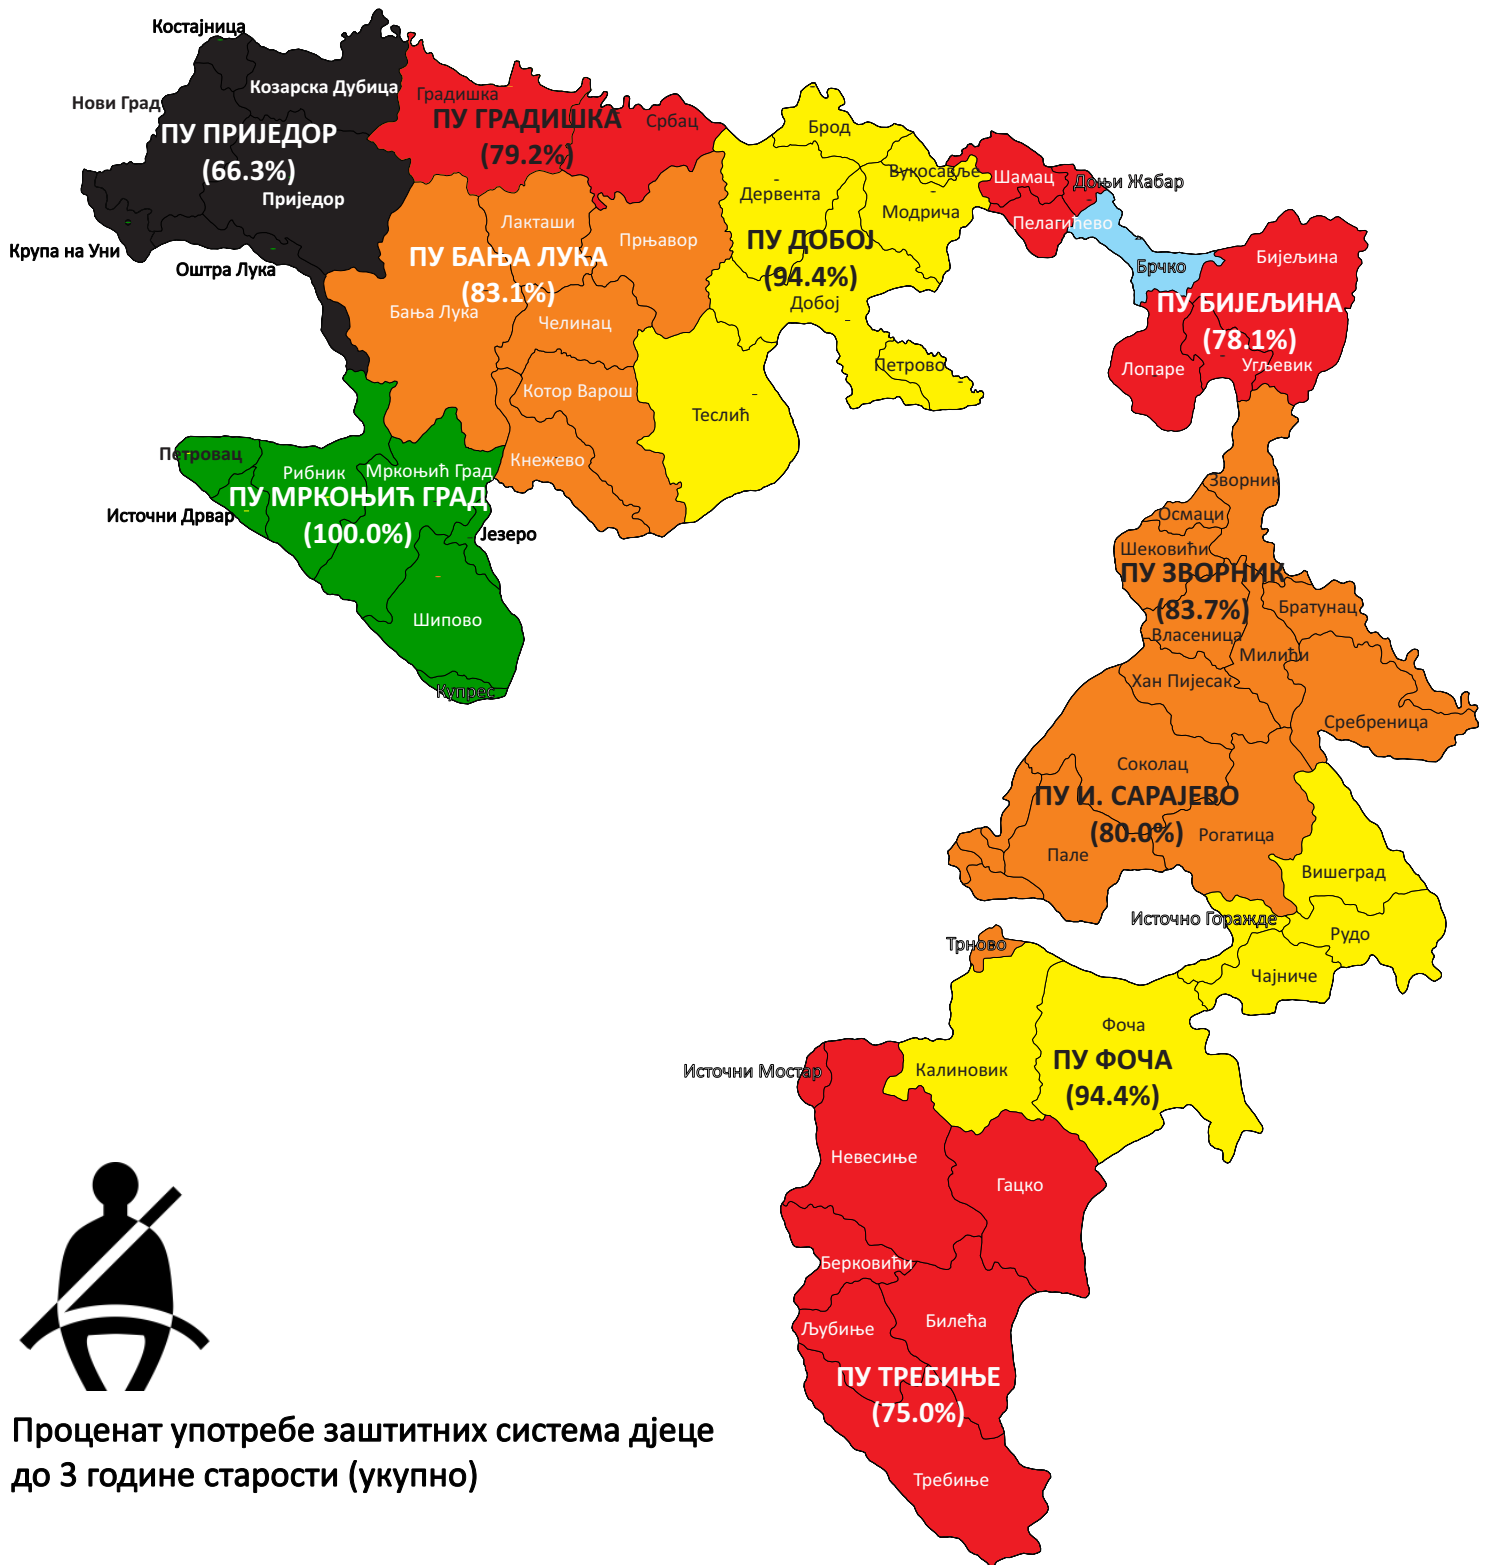 Костајница
Козарска Дубица
Нови Град
ПУ ПРИЈЕДОР
(66.3%)
Приједор
Крупа на Уни
Оштра Лука
Градишка
ПУ ГРАДИШКА
(79.2%)
Србац
Лакташи
Прњавор
ПУ БАЊА ЛУКА
(83.1%)
Бања Лука
Челинац
Котор Варош
Кнежево
Брод
Вукосавље
Дервента
Модрича
ПУ ДОБОЈ
(94.4%)
Добој
Петрово
Теслић
Шамац
Доњи Жабар
Пелагићево
Брчко
Бијељина
ПУ БИЈЕЉИНА
(78.1%)
Лопаре
Угљевик
Петровац
Рибник
Мркоњић Град
ПУ МРКОЊИЋ ГРАД
(100.0%)
Источни Дрвар
Језеро
Шипово
Купрес
Зворник
Осмаци
Шековићи
ПУ ЗВОРНИК
(83.7%)
Братунац
Власеница
Милићи
Хан Пијесак
Сребреница
Соколац
ПУ И. САРАЈЕВО
(80.0%)
Рогатица
Пале
Вишеград
Источно Горажде
Рудо
Трново
Чајниче
Фоча
ПУ ФОЧА
(94.4%)
Калиновик
Источни Мостар
Невесиње
Гацко
Берковићи
Љубиње
Билећа
ПУ ТРЕБИЊЕ
(75.0%)
Требиње
Проценат употребе заштитних система дјеце
до 3 године старости (укупно)